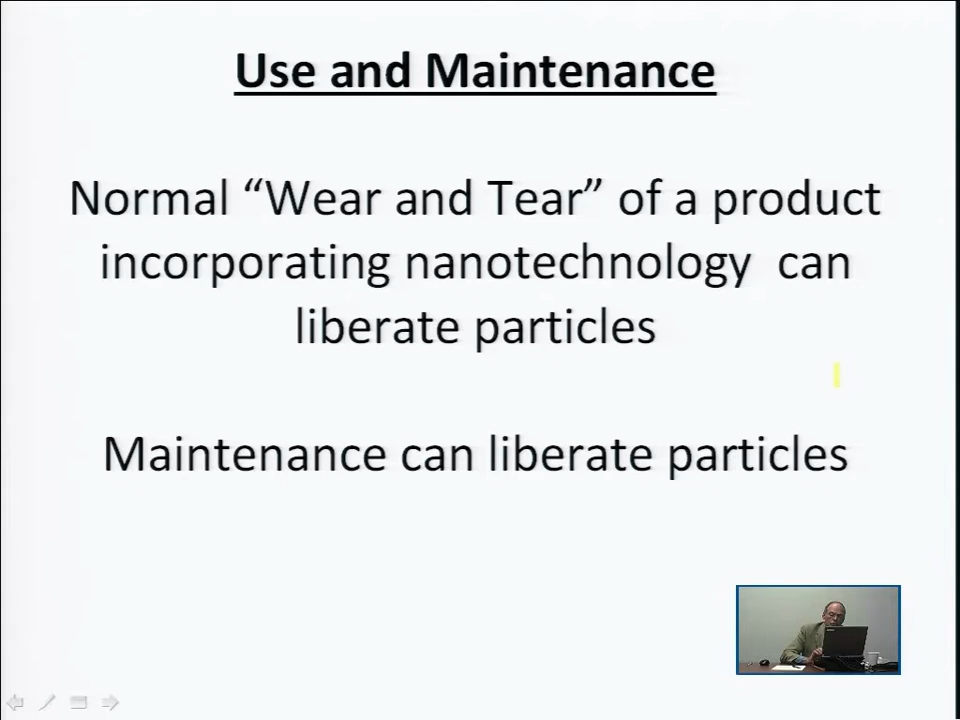 Use and Maintenance
Normal “Wear and Tear” of a product
incorporating nanotechnology  can
liberate particles
Maintenance can liberate particles